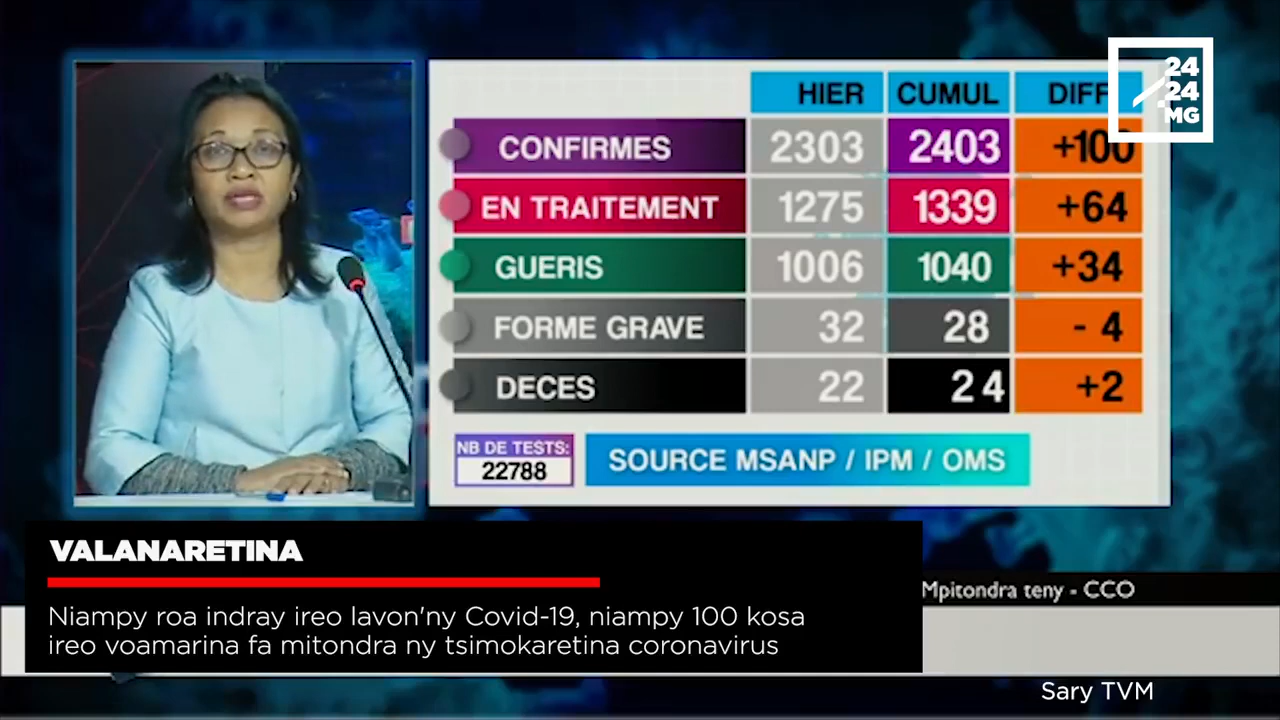 24
24
MG
HIER CUMUL DIFF
CONFIRMES 2303 2403 +100
EN TRAITEMENT 1275 1339 +64
GUERIS 1006 1040 +34
FORME GRAVE 32 28 - 4
DECES 22 24 +2
NB DE TESTS:
22788
SOURCE MSANP / IPM / OMS
VALANARETINA
Niampy roa indray ireo lavon'ny Covid-19, niampy 100 kosa
ireo voamarina fa mitondra ny tsimokaretina coronavirus
Mpitondra teny - CCO
Sary TVM